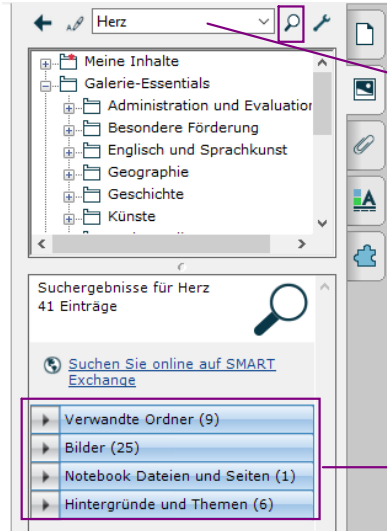 Herz
Meine Inhalte
Galerie-Essentials
Administration und Evaluation
Besondere Förderung
Englisch und Sprachkunst
Geographie
Geschichte
Künste
Suchergebnisse für Herz
41 Einträge
Suchen Sie online auf SMART
Exchange
Verwandte Ordner (9)
Bilder (25)
Notebook Dateien und Seiten (1)
Hintergründe und Themen (6)